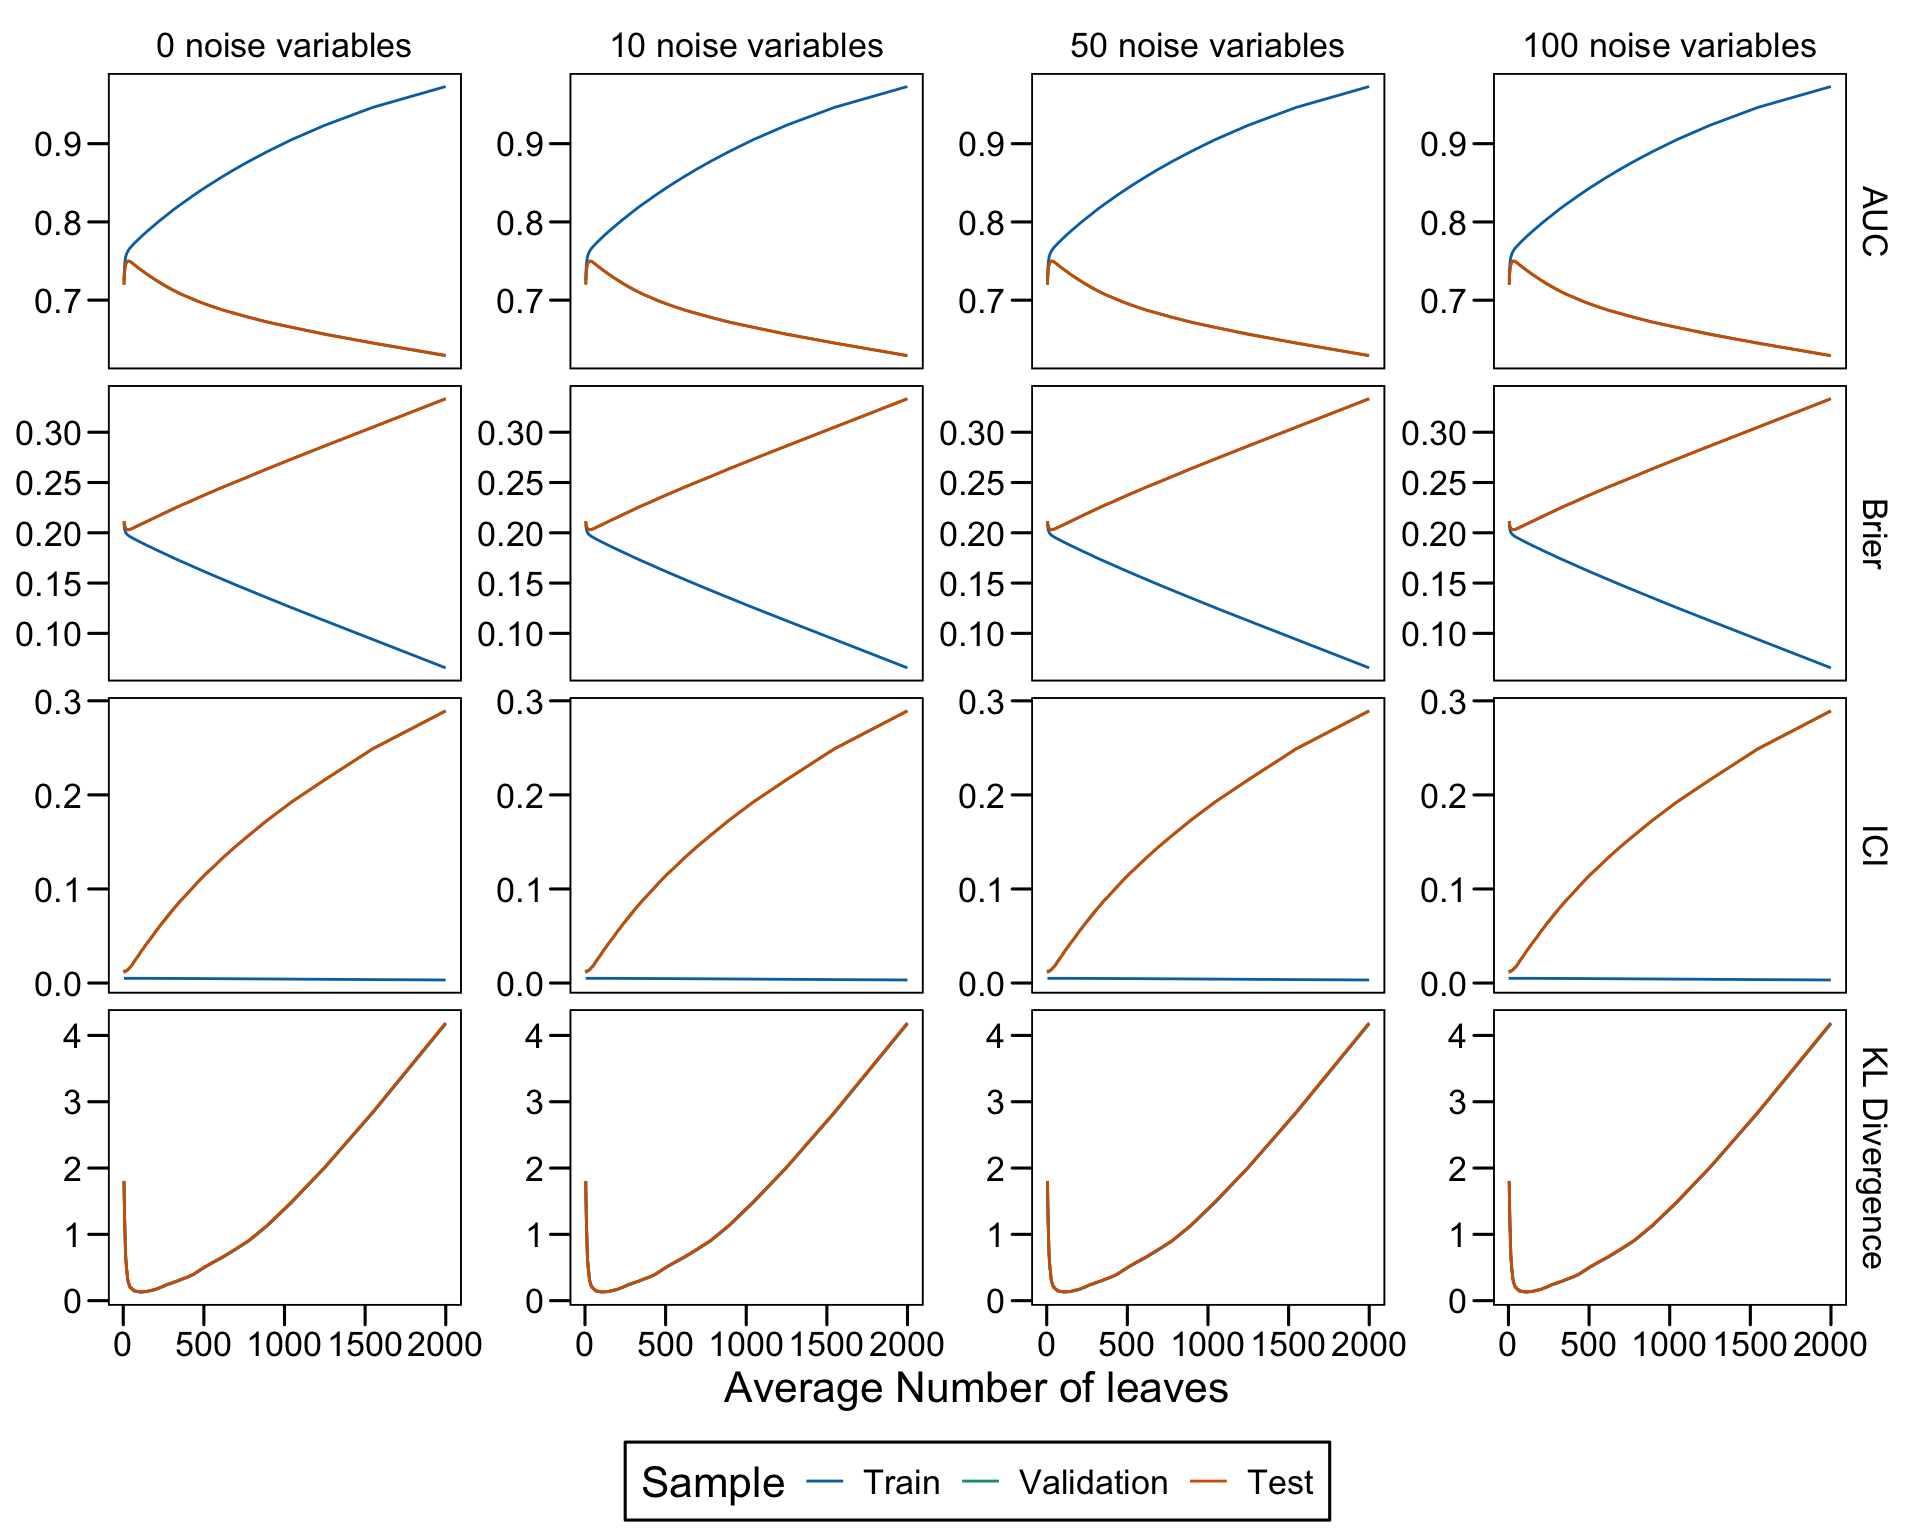 0 noise variables 10 noise variables 50 noise variables 100 noise variables
0.9 0.9 0.9 0.9
0.8 0.8 0.8 0.8
0.7 0.7 0.7 0.7
AUC
0.30 0.30 0.30 0.30
0.25 0.25 0.25 0.25
0.20 0.20 0.20 0.20
0.15 0.15 0.15 0.15
0.10 0.10 0.10 0.10
Brier
0.3 0.3 0.3 0.3
0.2 0.2 0.2 0.2
0.1 0.1 0.1 0.1
0.0 0.0 0.0 0.0
ICI
4 4 4 4
3 3 3 3
2 2 2 2
1 1 1 1
0 0 0 0
KL Divergence
0 500 1000 1500 2000 0 500 1000 1500 2000 0 500 1000 1500 2000 0 500 1000 1500 2000
Average Number of leaves
Sample Train Validation Test